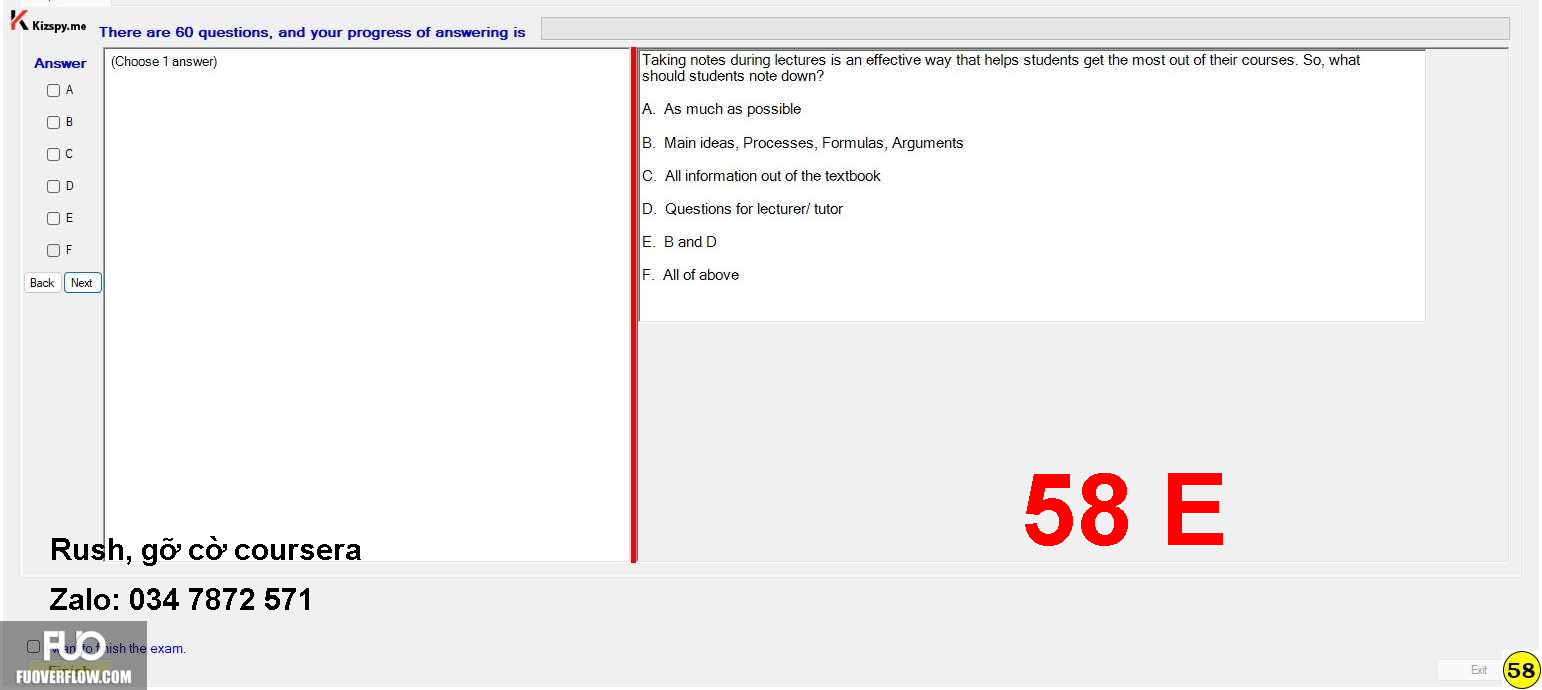 Kizspy.me
There are 60 questions, and your progress of answering is
Answer
(Choose 1 answer)
A
B
C
D
E
F
Back Next
Taking notes during lectures is an effective way that helps students get the most out of their courses. So, what
should students note down?
A. As much as possible
B. Main ideas, Processes, Formulas, Arguments
C. All information out of the textbook
D. Questions for lecturer/ tutor
E. B and D
F. All of above
58 E
Rush, gỡ cờ coursera
Zalo: 034 7872 571
FUO
to finish the exam.
Finish
FUOVERFLOW.COM
Exit
58